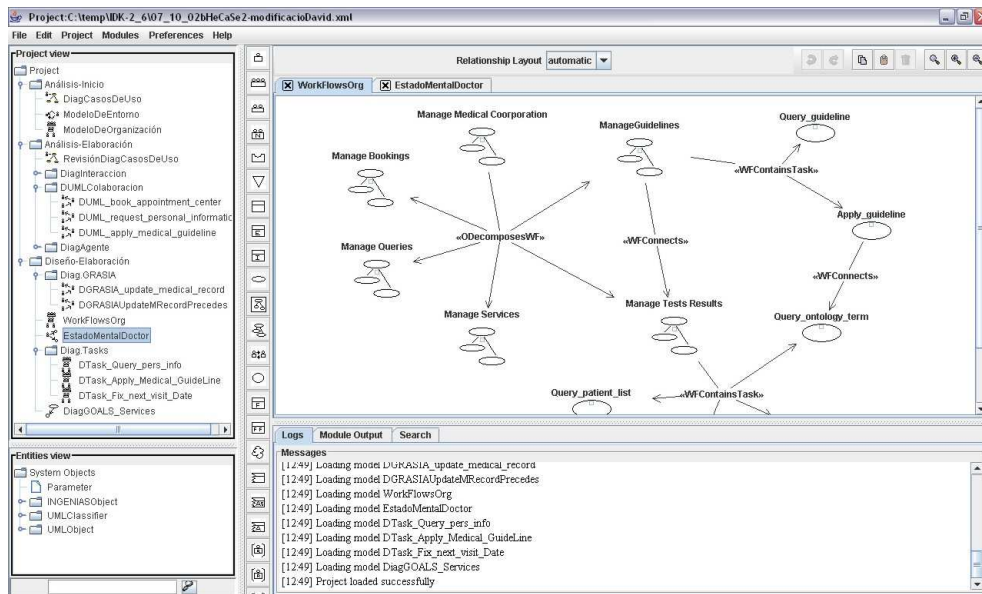 Project:C:\temp\IDK-2_6\07_10_02bHeCaSe2-modificacioDavid.xml
File Edit Project Modules Preferences Help
Project view
Project
Análisis-Inicio
DiagCasosDeUso
ModeloDeEntorno
ModeloDeOrganización
Análisis-Elaboración
RevisiónDiagCasosDeUso
DiagInteraccion
DUMLColaboracion
DUML_book_appointment_center
DUML_request_personal_informatic
DUML_apply_medical_guideline
DiagAgente
Diseño-Elaboración
Diag.GRASIA
DGRASIA_update_medical_record
DGRASIAUpdateMRecordPrecedes
WorkFlowsOrg
EstadoMentalDoctor
Diag.Tasks
DTask_Query_pers_info
DTask_Apply_Medical_GuideLine
DTask_Fix_next_visit_Date
DiagGOALS_Services
Entities view
System Objects
Parameter
INGENIASObject
UMLClassifier
UMLObject
Relationship Layout automatic
WorkFlowsOrg EstadoMentalDoctor
Manage Medical Coorporation
ManageGuidelines
Query_guideline
Manage Bookings
«WFContainsTask»
Apply_guideline
Manage Queries
«ODecomposesWF»
«WFConnects»
«WFConnects»
Manage Services
Manage Tests Results
Query_ontology_term
Query_patient_list
«WFContainsTask»
Logs Module Output Search
Messages
[12:49] Loading model DGRASIA_update_medical_record
[12:49] Loading model DGRASIAUpdateMRecordPrecedes
[12:49] Loading model WorkFlowsOrg
[12:49] Loading model EstadoMentalDoctor
[12:49] Loading model DTask_Query_pers_info
[12:49] Loading model DTask_Apply_Medical_GuideLine
[12:49] Loading model DTask_Fix_next_visit_Date
[12:49] Loading model DiagGOALS_Services
[12:49] Project loaded successfully